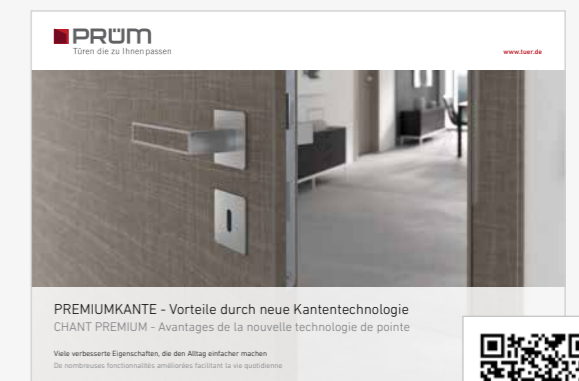 PRÜM
Türen die zu Ihnen passen
www.tuer.de
PREMIUMKANTE - Vorteile durch neue Kantentechnologie
CHANT PREMIUM - Avantages de la nouvelle technologie de pointe
Viele verbesserte Eigenschaften, die den Alltag einfacher machen
De nombreuses fonctionnalités améliorées facilitant la vie quotidienne